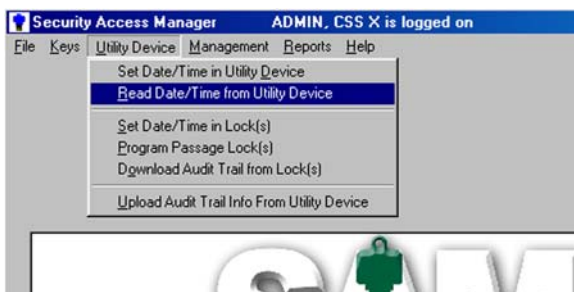 Security Access Manager ADMIN, CSS X is logged on
File Keys Utility Device Management Reports Help
Set Date/Time in Utility Device
Read Date/Time from Utility Device
Set Date/Time in Lock(s)
Program Passage Lock(s)
Download Audit Trail from Lock(s)
Upload Audit Trail Info From Utility Device
SAM